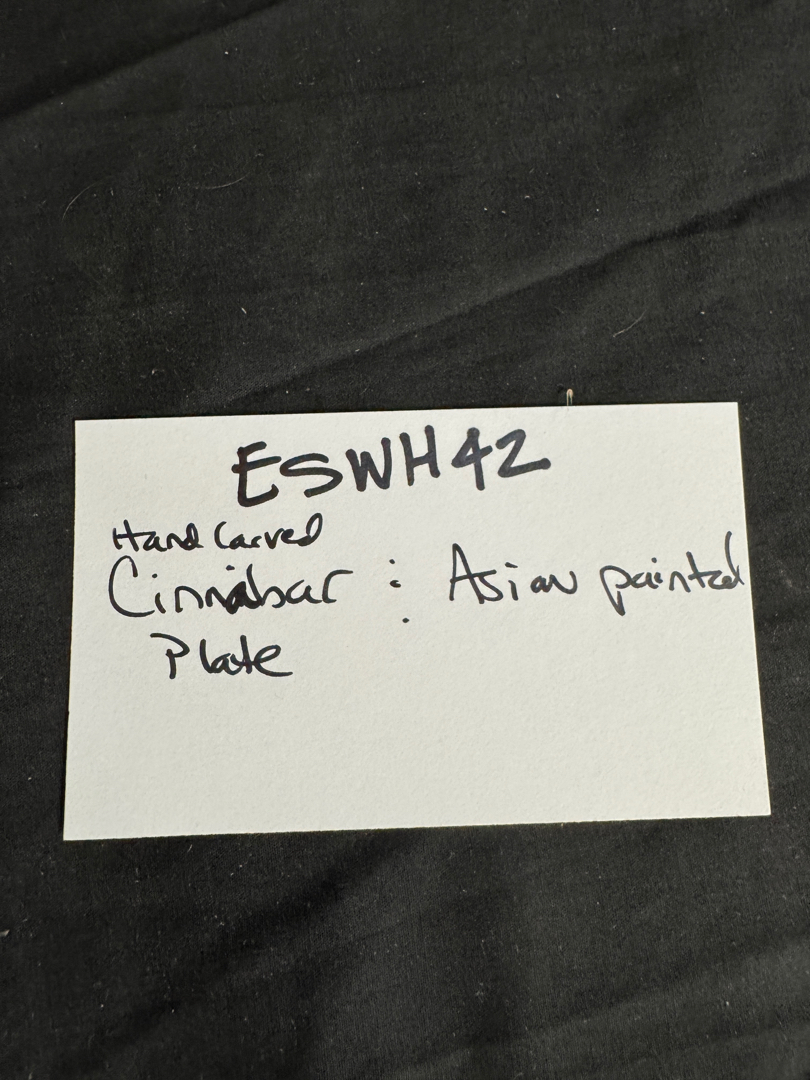 ESWH42
Hand Carved
Cinnabar : Asian painted
Plate